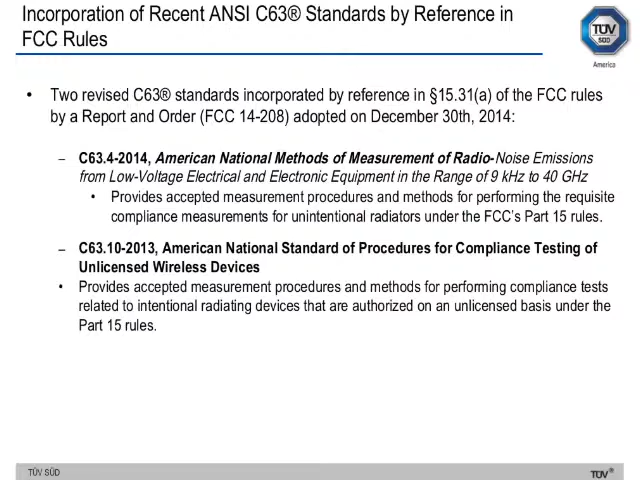 Incorporation of Recent ANSI C63® Standards by Reference in
FCC Rules
TÜV
SÜD
America
• Two revised C63® standards incorporated by reference in §15.31(a) of the FCC rules
by a Report and Order (FCC 14-208) adopted on December 30th, 2014:
– C63.4-2014, American National Methods of Measurement of Radio-Noise Emissions
from Low-Voltage Electrical and Electronic Equipment in the Range of 9 kHz to 40 GHz
• Provides accepted measurement procedures and methods for performing the requisite
compliance measurements for unintentional radiators under the FCC’s Part 15 rules.
– C63.10-2013, American National Standard of Procedures for Compliance Testing of
Unlicensed Wireless Devices
• Provides accepted measurement procedures and methods for performing compliance tests
related to intentional radiating devices that are authorized on an unlicensed basis under the
Part 15 rules.
TÜV SÜD
TÜV®